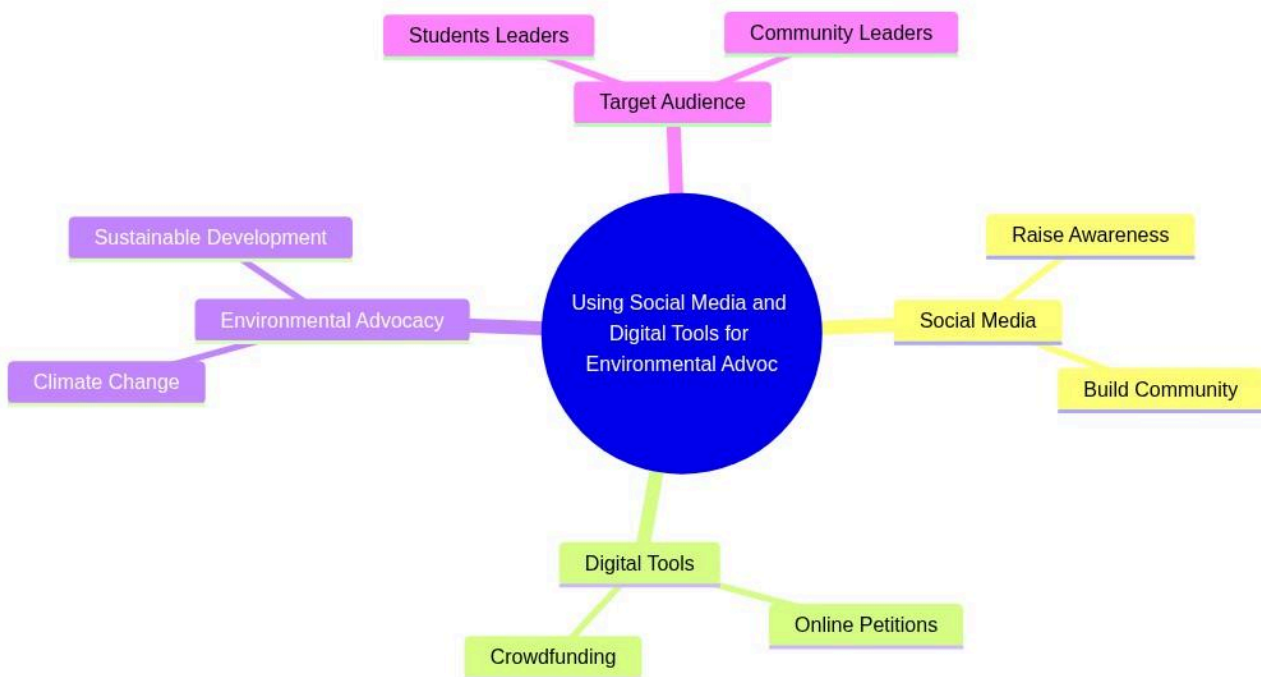 Students Leaders
Community Leaders
Target Audience
Sustainable Development
Environmental Advocacy
Climate Change
Using Social Media and
Digital Tools for
Environmental Advoc
Raise Awareness
Social Media
Build Community
Digital Tools
Online Petitions
Crowdfunding